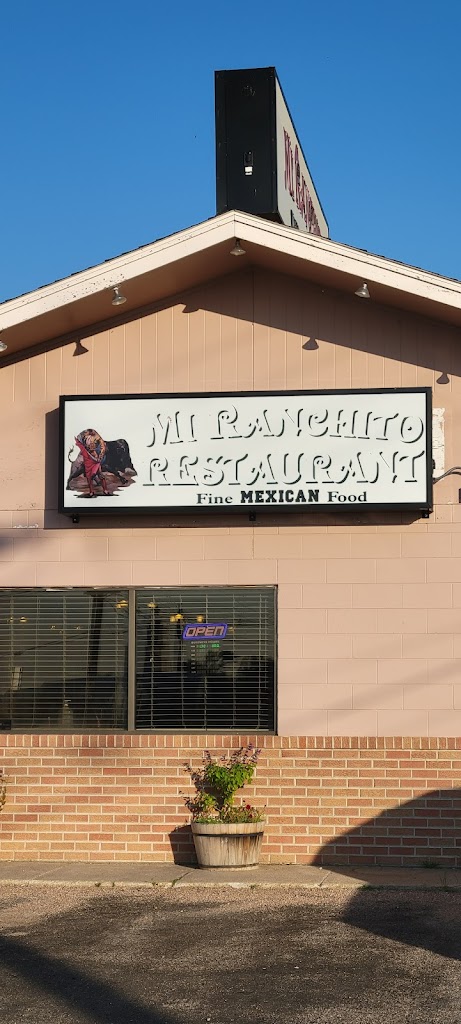 MI RANCHITO
RESTAURANT
Fine MEXICAN Food
OPEN